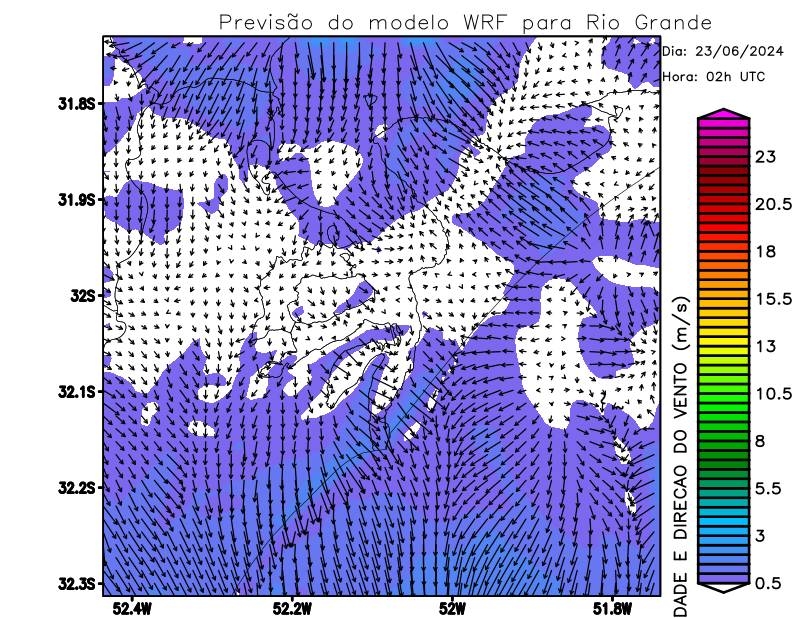 Previsão do modelo WRF para Rio Grande
Dia: 23/06/2024
Hora: 02h UTC
31.8S
31.9S
32S
32.1S
32.2S
32.3S
52.4W
52.2W
52W
51.8W
23
20.5
18
15.5
13
10.5
8
5.5
3
0.5
DADE E DIRECAO DO VENTO (m/s)